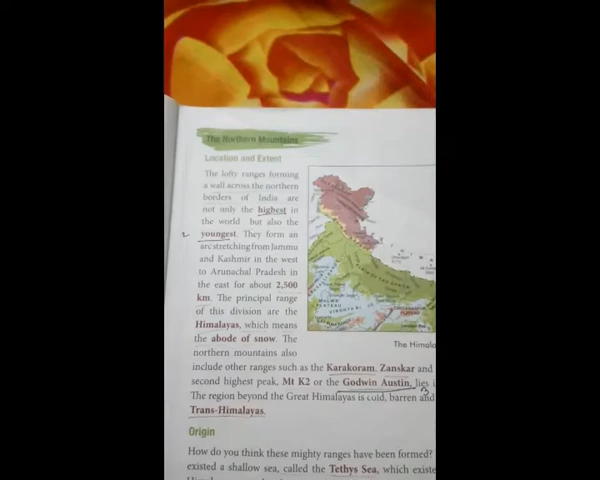 The Northern Mountains
Location and Extent
The lofty ranges forming
a wall across the northern
borders of India are
not only the highest in
the world but also the
youngest. They form an
arc stretching from Jammu
and Kashmir in the west
to Arunachal Pradesh in
the east for about 2,500
km. The principal range
of this division are the
Himalayas, which means
the abode of snow. The
northern mountains also
include other ranges such as the Karakoram, Zanskar and
second highest peak, Mt K2 or the Godwin Austin, lies i
The region beyond the Great Himalayas is cold, barren and
Trans-Himalayas.
Origin
How do you think these mighty ranges have been formed?
existed a shallow sea, called the Tethys Sea, which existe
MALWA
PLATEAU
The Himala